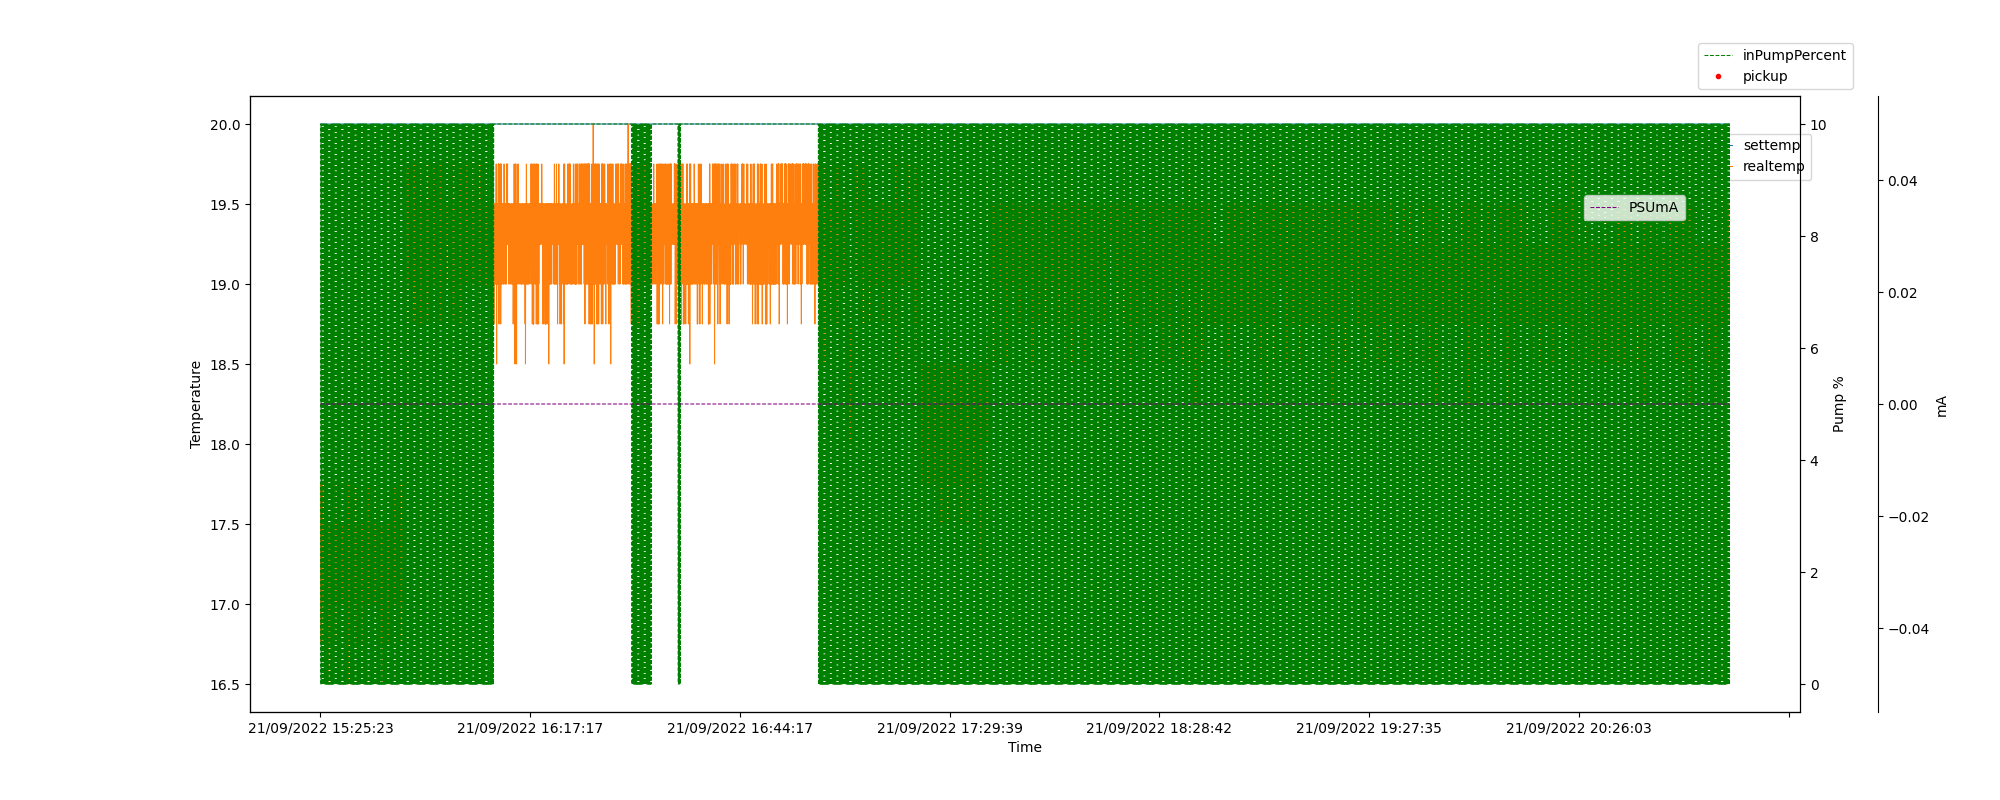 inPumpPercent
pickup
settemp
realtemp
PSUmA
20.0
19.5
19.0
18.5
18.0
17.5
17.0
16.5
Temperature
10
8
6
4
2
0
Pump %
0.04
0.02
0.00
−0.02
−0.04
mA
21/09/2022 15:25:23
21/09/2022 16:17:17
21/09/2022 16:44:17
21/09/2022 17:29:39
21/09/2022 18:28:42
21/09/2022 19:27:35
21/09/2022 20:26:03
Time